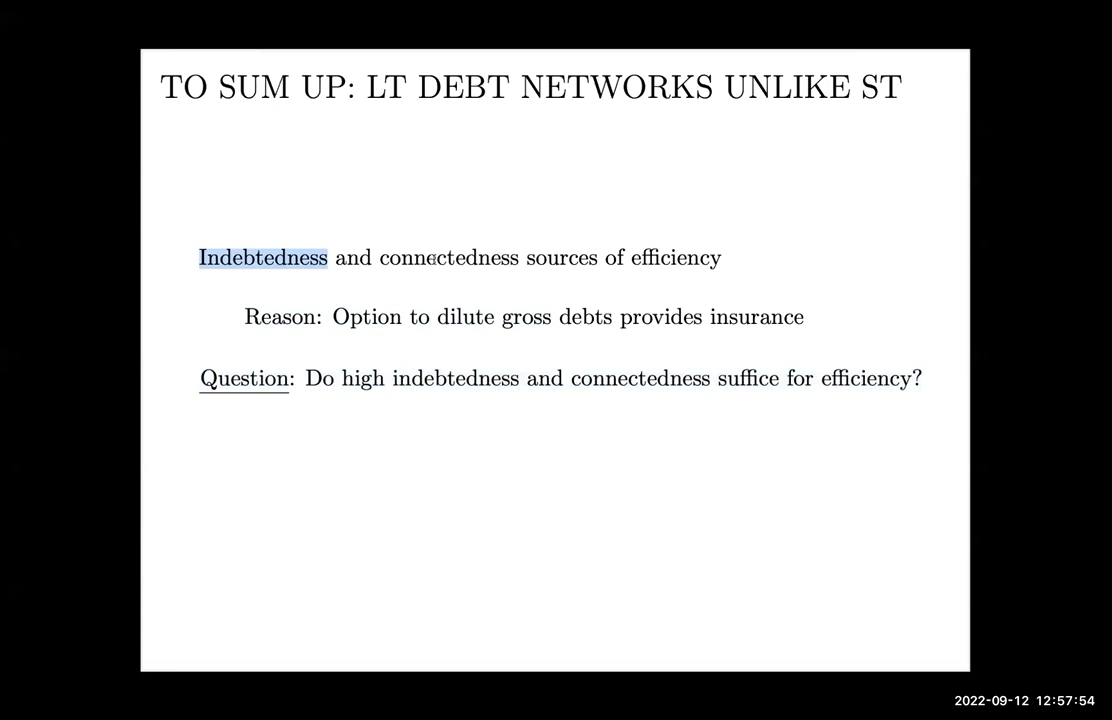 TO SUM UP: LT DEBT NETWORKS UNLIKE ST
Indebtedness and connectedness sources of efficiency
Reason: Option to dilute gross debts provides insurance
Question: Do high indebtedness and connectedness suffice for efficiency?
2022-09-12 12:57:54